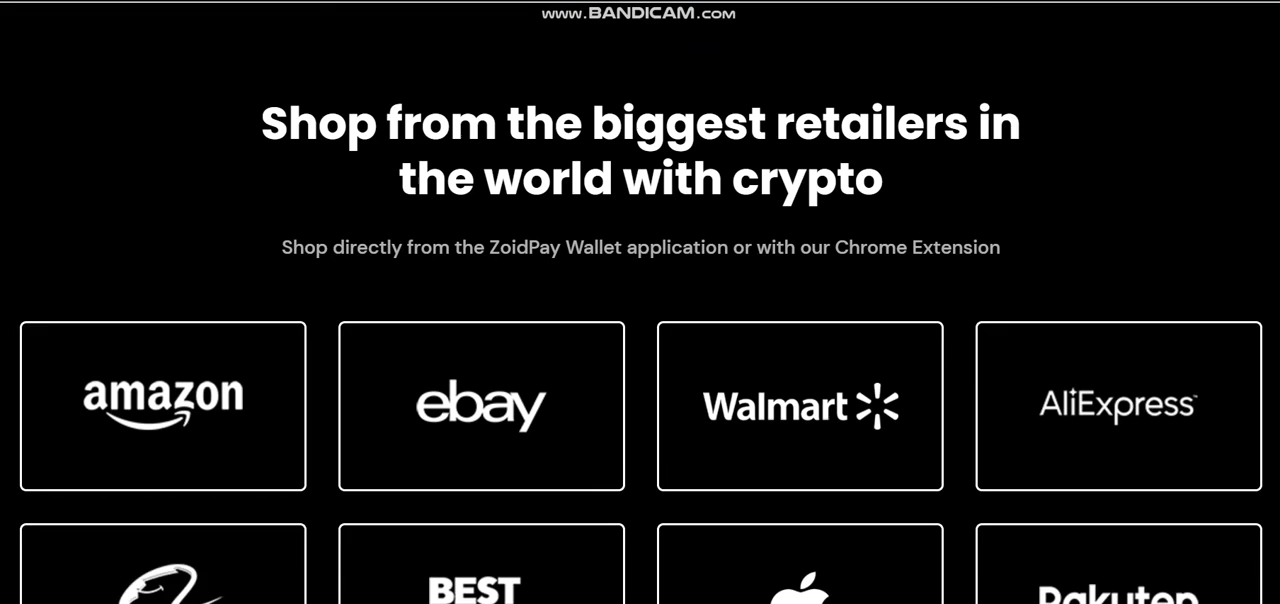 www.BANDICAM.com
Shop from the biggest retailers in
the world with crypto
Shop directly from the ZoidPay Wallet application or with our Chrome Extension
amazon
ebay
Walmart
AliExpress
BEST
Rakuten